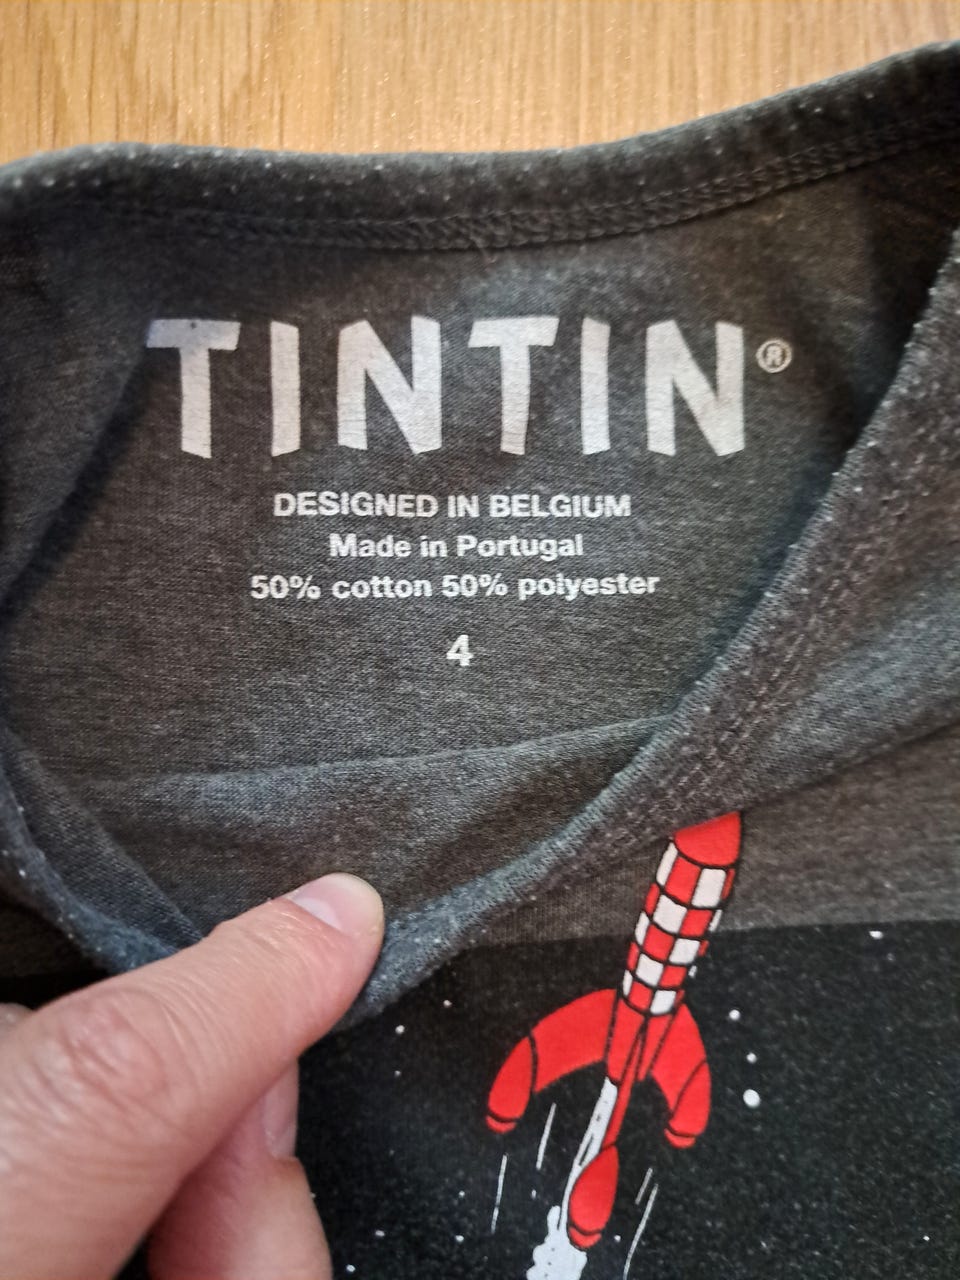 TINTIN®
DESIGNED IN BELGIUM
Made in Portugal
50% cotton 50% polyester
4